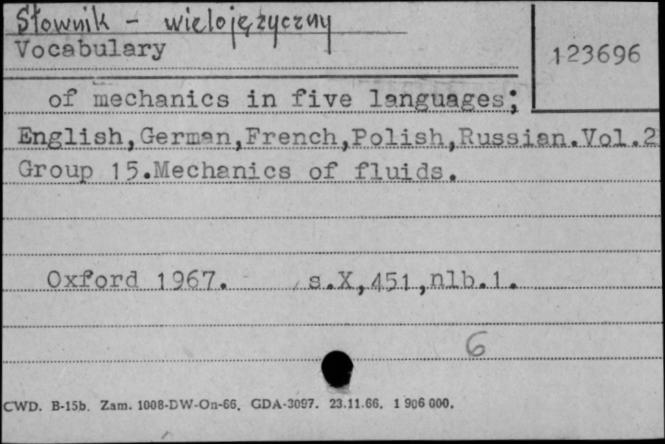 Słownik - wielojęzyczny
Vocabulary
123696
of mechanics in five languages;
English,German,French,Polish,Russian.Vol.2
Group 15.Mechanics of fluids.
Oxford 1967. s.X,451,nlb.1.
6
CWD. B-15b. Zam. 1008-DW-On-66. GDA-3097. 23.11.66. 1 906 000.